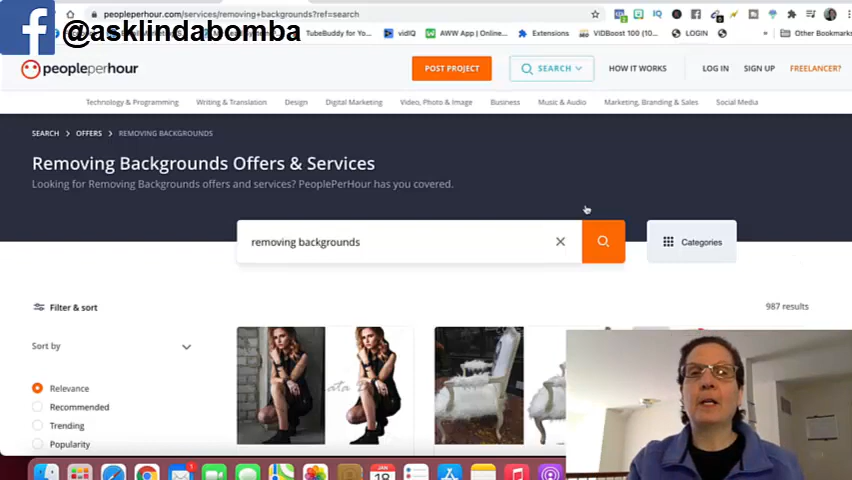 peopleperhour.com/services/removing+backgrounds?ref=search
@asklindabomba
TubeBuddy for You...
vidIQ
AWW App | Online...
Extensions
VIDBoost 100 (10...
LOGIN
Other Bookmarks
peopleperhour
POST PROJECT
SEARCH
HOW IT WORKS
LOG IN
SIGN UP
FREELANCER?
Technology & Programming
Writing & Translation
Design
Digital Marketing
Video, Photo & Image
Business
Music & Audio
Marketing, Branding & Sales
Social Media
SEARCH > OFFERS > REMOVING BACKGROUNDS
Removing Backgrounds Offers & Services
Looking for Removing Backgrounds offers and services? PeoplePerHour has you covered.
removing backgrounds
Categories
Filter & sort
987 results
Sort by
Relevance
Recommended
Trending
Popularity
JAN
18